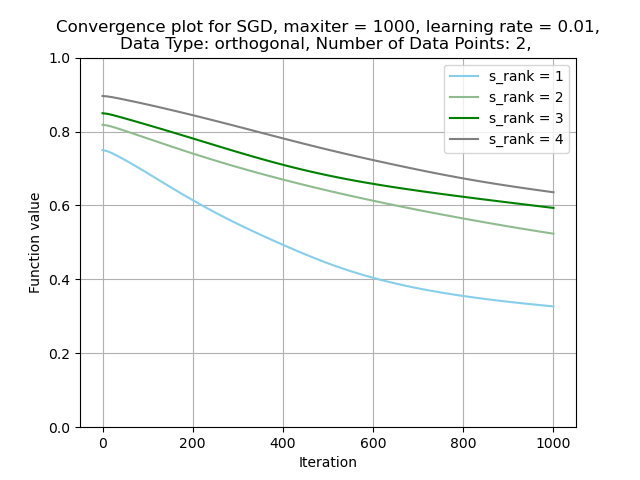 Convergence plot for SGD, maxiter = 1000, learning rate = 0.01,
Data Type: orthogonal, Number of Data Points: 2,
1.0
0.8
0.6
0.4
0.2
0.0
Function value
s_rank = 1
s_rank = 2
s_rank = 3
s_rank = 4
0 200 400 600 800 1000
Iteration